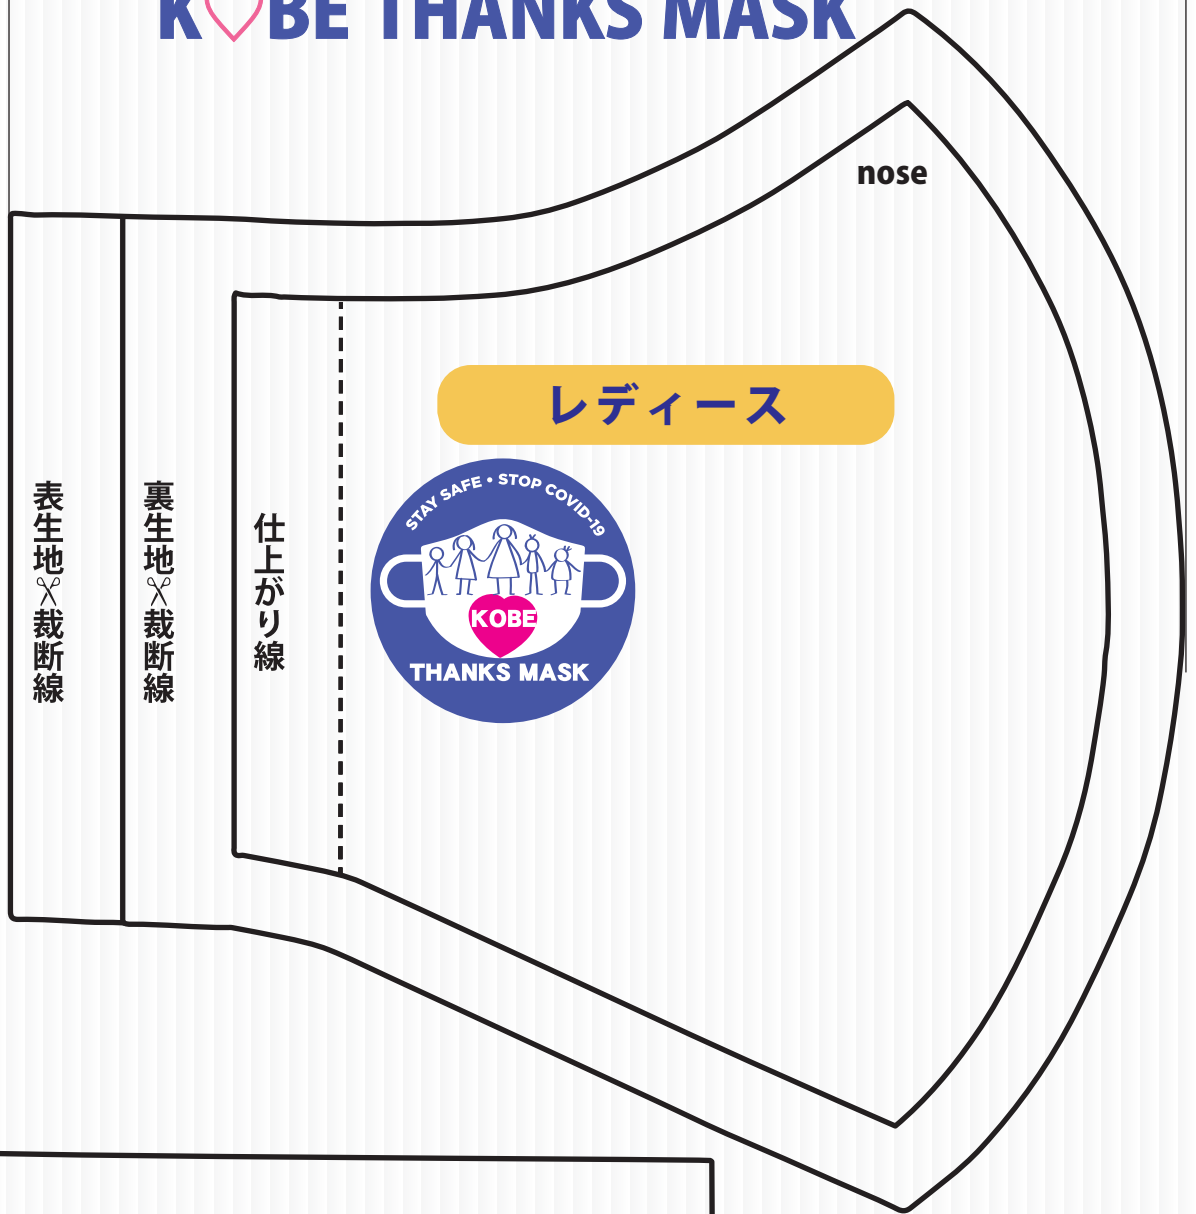 KOBE THANKS MASK
nose
レディース
表生地✂裁断線
裏生地✂裁断線
仕上がり線
STAY SAFE • STOP COVID-19
KOBE
THANKS MASK